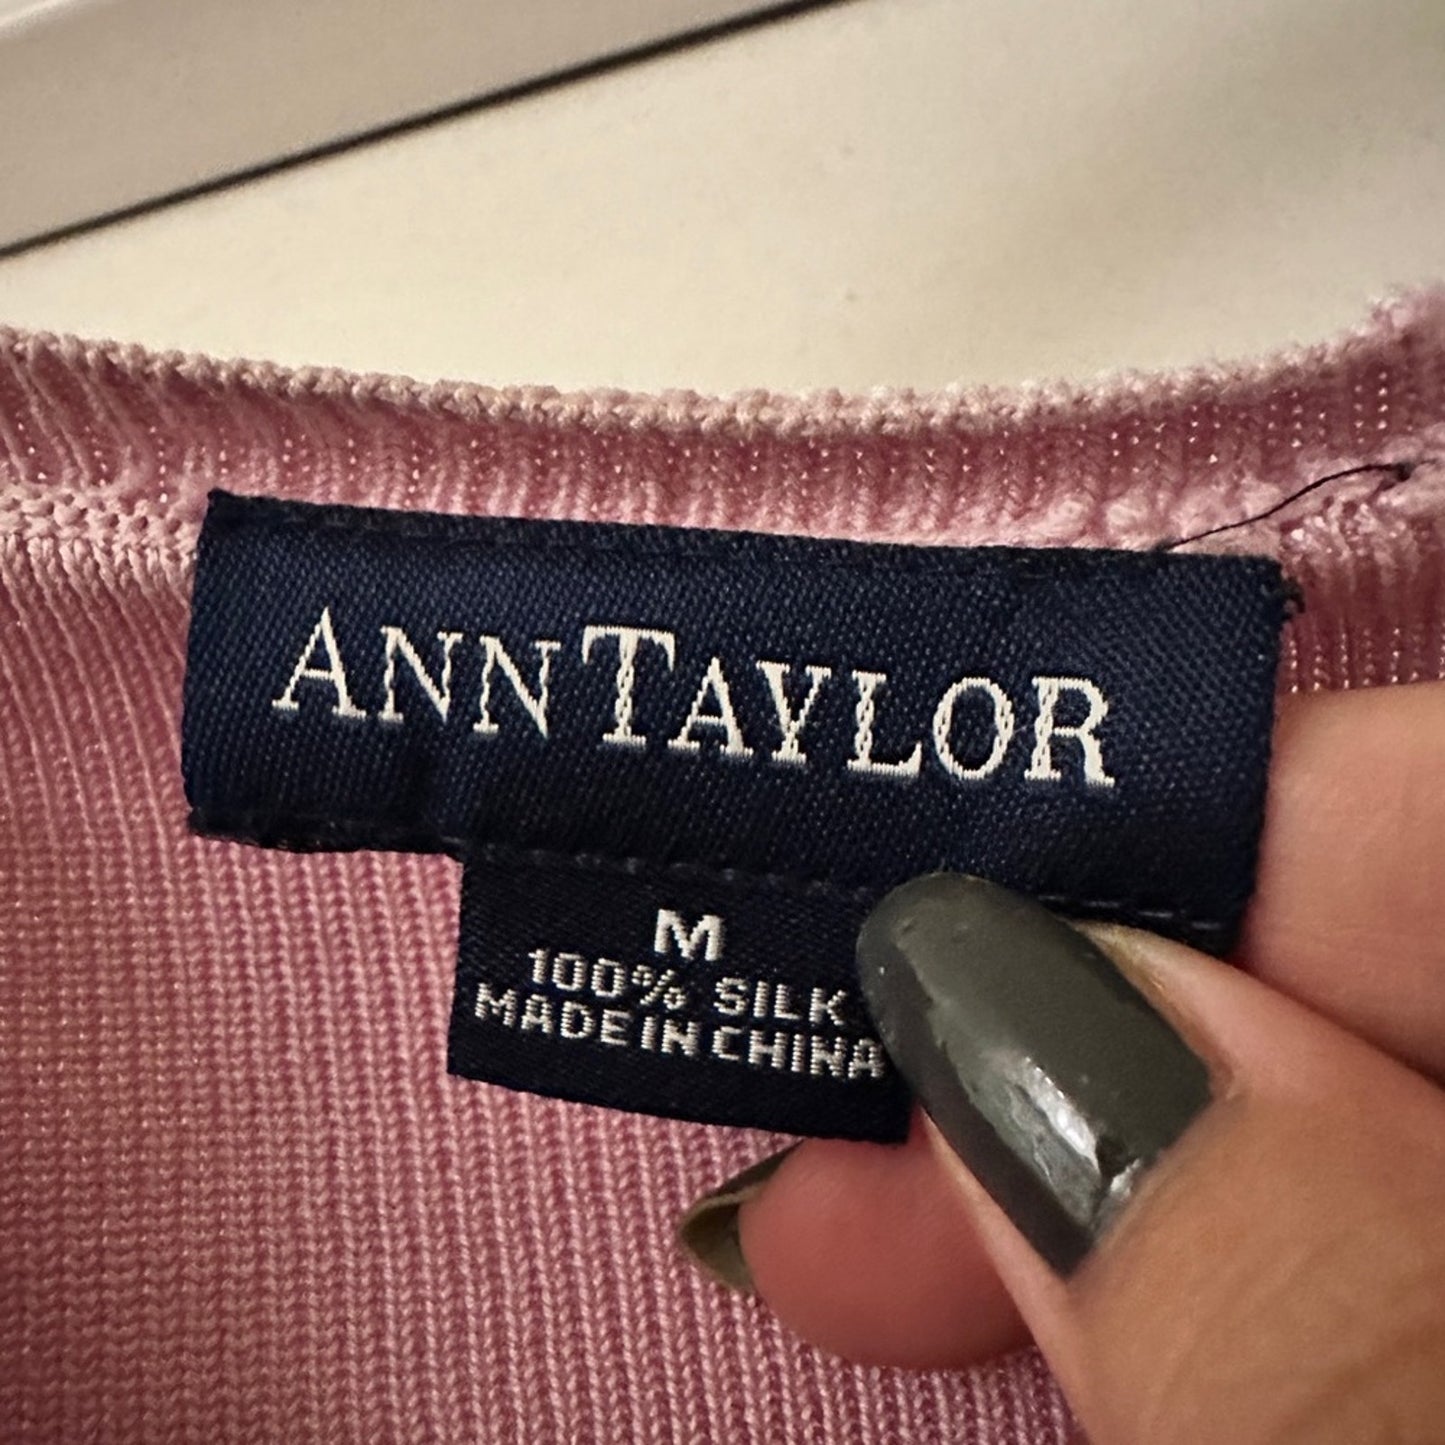 ANNTAYLOR
M
100% SILK
MADE IN CHINA